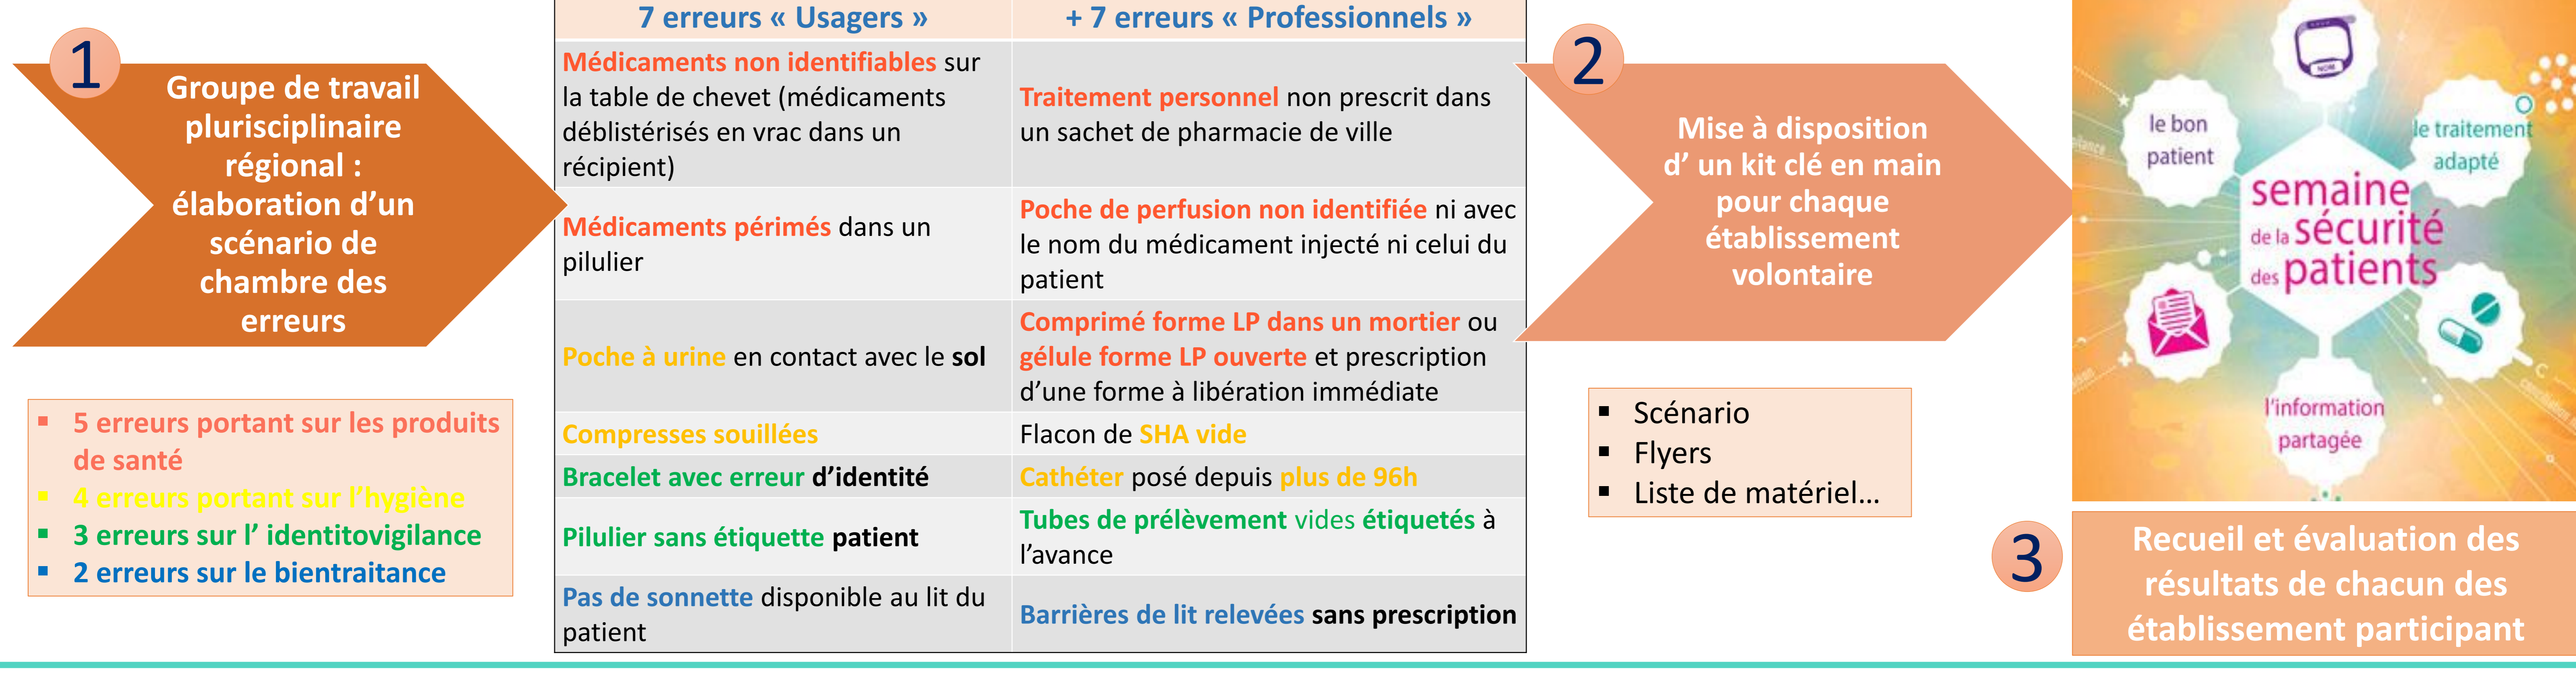 1
Groupe de travail
plurisciplinaire
régional :
élaboration d'un
scénario de
chambre des
erreurs
▪ 5 erreurs portant sur les produits
de santé
▪ 4 erreurs portant sur l'hygiène
▪ 3 erreurs sur l' identitovigilance
▪ 2 erreurs sur le bientraitance
7 erreurs « Usagers »
+ 7 erreurs « Professionnels »
Médicaments non identifiables sur
la table de chevet (médicaments
déblistérisés en vrac dans un
récipient)
Traitement personnel non prescrit dans
un sachet de pharmacie de ville
Médicaments périmés dans un
pilulier
Poche de perfusion non identifiée ni avec
le nom du médicament injecté ni celui du
patient
Poche à urine en contact avec le sol
Comprimé forme LP dans un mortier ou
gélule forme LP ouverte et prescription
d'une forme à libération immédiate
Compresses souillées
Flacon de SHA vide
Bracelet avec erreur d'identité
Cathéter posé depuis plus de 96h
Pilulier sans étiquette patient
Tubes de prélèvement vides étiquetés à
l'avance
Pas de sonnette disponible au lit du
patient
Barrières de lit relevées sans prescription
2
Mise à disposition
d' un kit clé en main
pour chaque
établissement
volontaire
▪ Scénario
▪ Flyers
▪ Liste de matériel...
NOM
le bon
patient
le traitement
adapté
semaine
de la sécurité
des patients
l'information
partagée
3
Recueil et évaluation des
résultats de chacun des
établissement participant